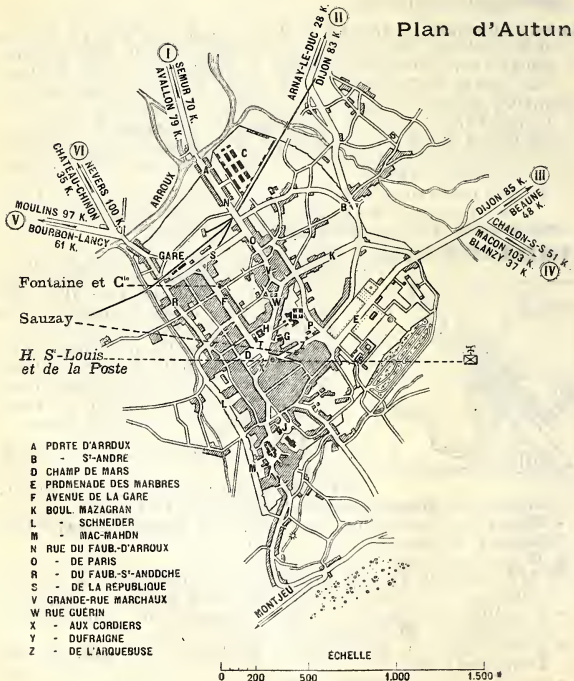 Plan d'Autun
I
SEMUR 70 K.
AVALLON 79 K.
II
ARNAY-LE-DUC 28 K.
DIJON 83 K.
III
DIJON 85 K.
BEAUNE
48 K.
CHALON-S-S 51 K.
MACON 103 K.
BLANZY 37 K.
IV
VI
NEVERS 100 K.
CHATEAU-CHINON
35 K.
V
MOULINS 97 K.
BOURBON-LANCY
61 K.
ARROUX
GARE
Fontaine et Cie
Sauzay
H. St-Louis
et de la Poste
MONTJEU
A PORTE D'ARROUX
B - St-ANDRE
D CHAMP DE MARS
E PROMENADE DES MARBRES
F AVENUE DE LA GARE
K BOUL. MAZAGRAN
L - SCHNEIDER
M - MAC-MAHON
N RUE DU FAUB.-D'ARROUX
O - DE PARIS
R - DU FAUB.-St-ANDOCHE
S - DE LA REPUBLIQUE
V GRANDE-RUE MARCHAUX
W RUE GUÉRIN
X - AUX CORDIERS
Y - DUFRAIGNE
Z - DE L'ARQUEBUSE
ÉCHELLE
0 200 500 1.000 1.500 m
A
C
N
O
B
S
V
K
F
W
R
H
P
E
I
G
D
Z
M